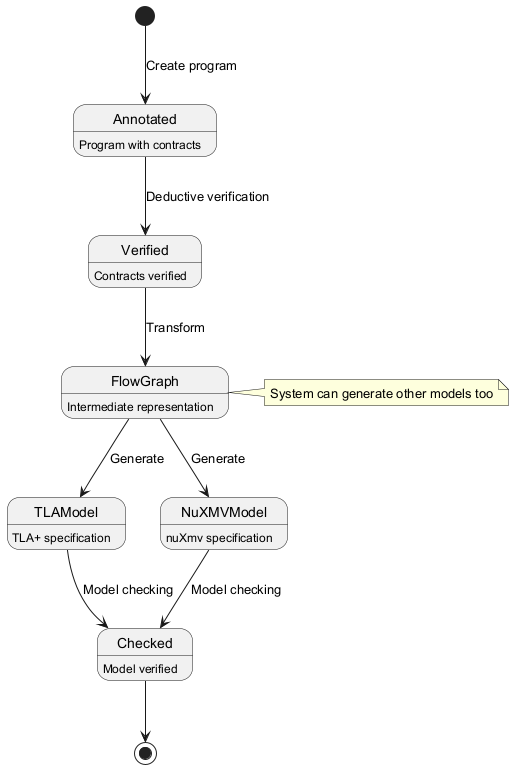 Create program
Annotated
Program with contracts
Deductive verification
Verified
Contracts verified
Transform
FlowGraph
Intermediate representation
System can generate other models too
Generate
Generate
TLAModel
TLA+ specification
NuXMVModel
nuXmv specification
Model checking
Model checking
Checked
Model verified